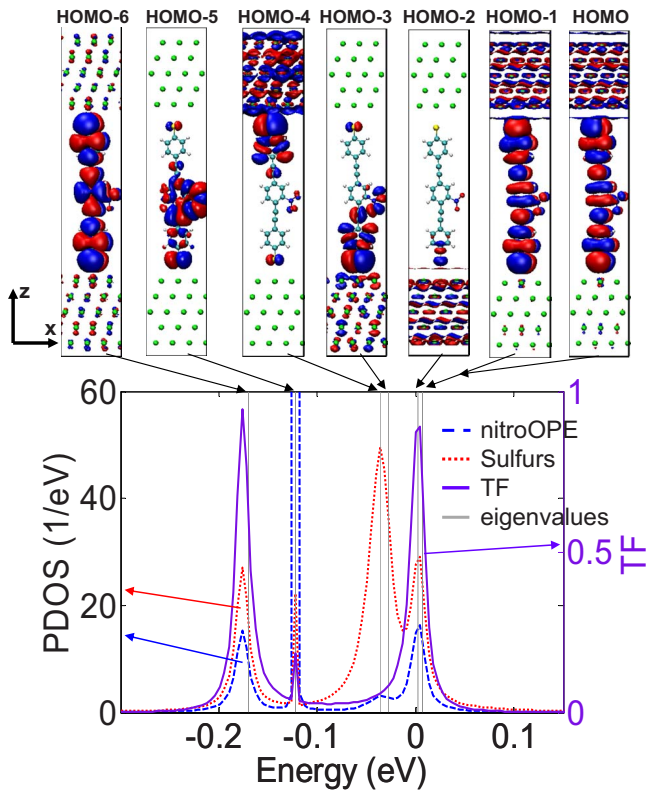 HOMO-6 HOMO-5 HOMO-4 HOMO-3 HOMO-2 HOMO-1 HOMO
z
x
60
40
20
0
PDOS (1/eV)
nitroOPE
Sulfurs
TF
eigenvalues
1
0.5
0
TF
-0.2 -0.1 0 0.1
Energy (eV)